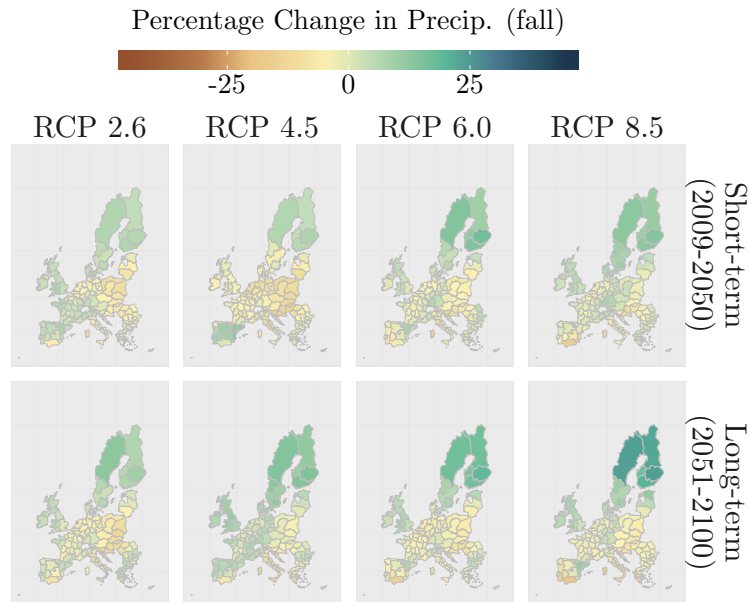 Percentage Change in Precip. (fall)
-25 0 25
RCP 2.6 RCP 4.5 RCP 6.0 RCP 8.5
Short-term
(2009-2050)
Long-term
(2051-2100)